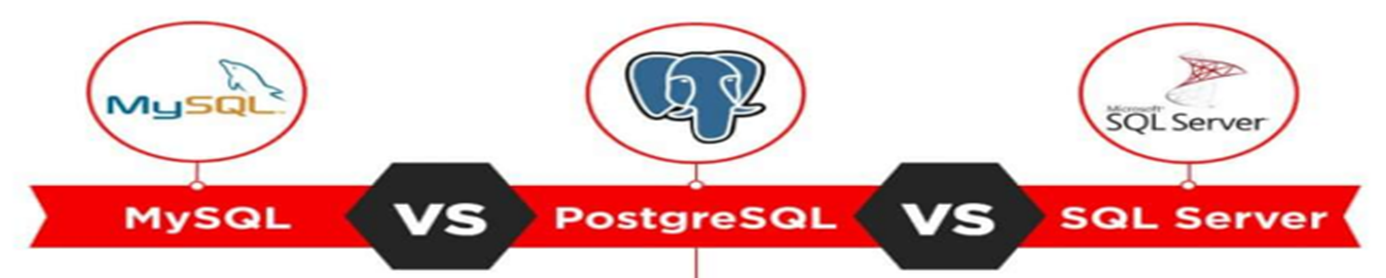 MySQL
Microsoft
SQL Server
MySQL VS PostgreSQL VS SQL Server